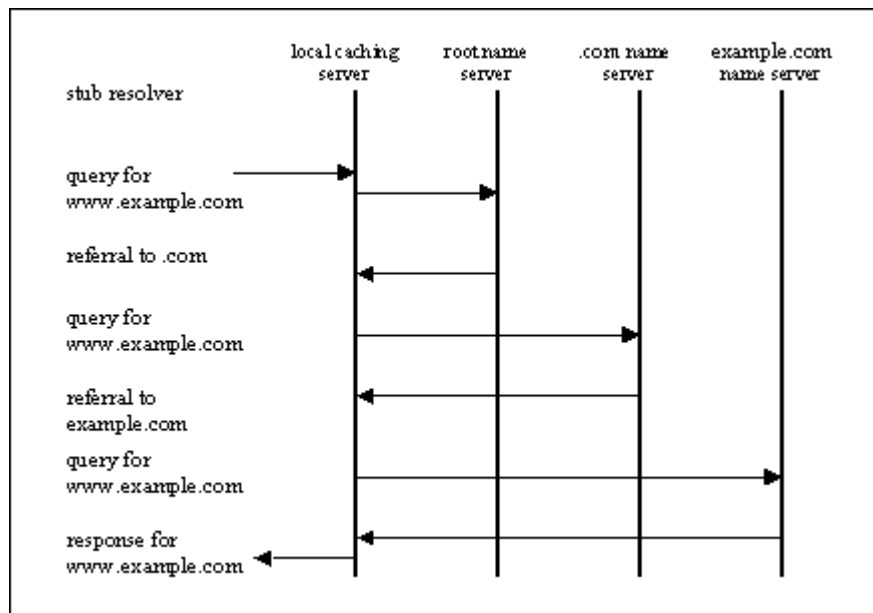 local caching
server
root name
server
.com name
server
example.com
name server
stub resolver
query for
www.example.com
referral to .com
query for
www.example.com
referral to
example.com
query for
www.example.com
response for
www.example.com